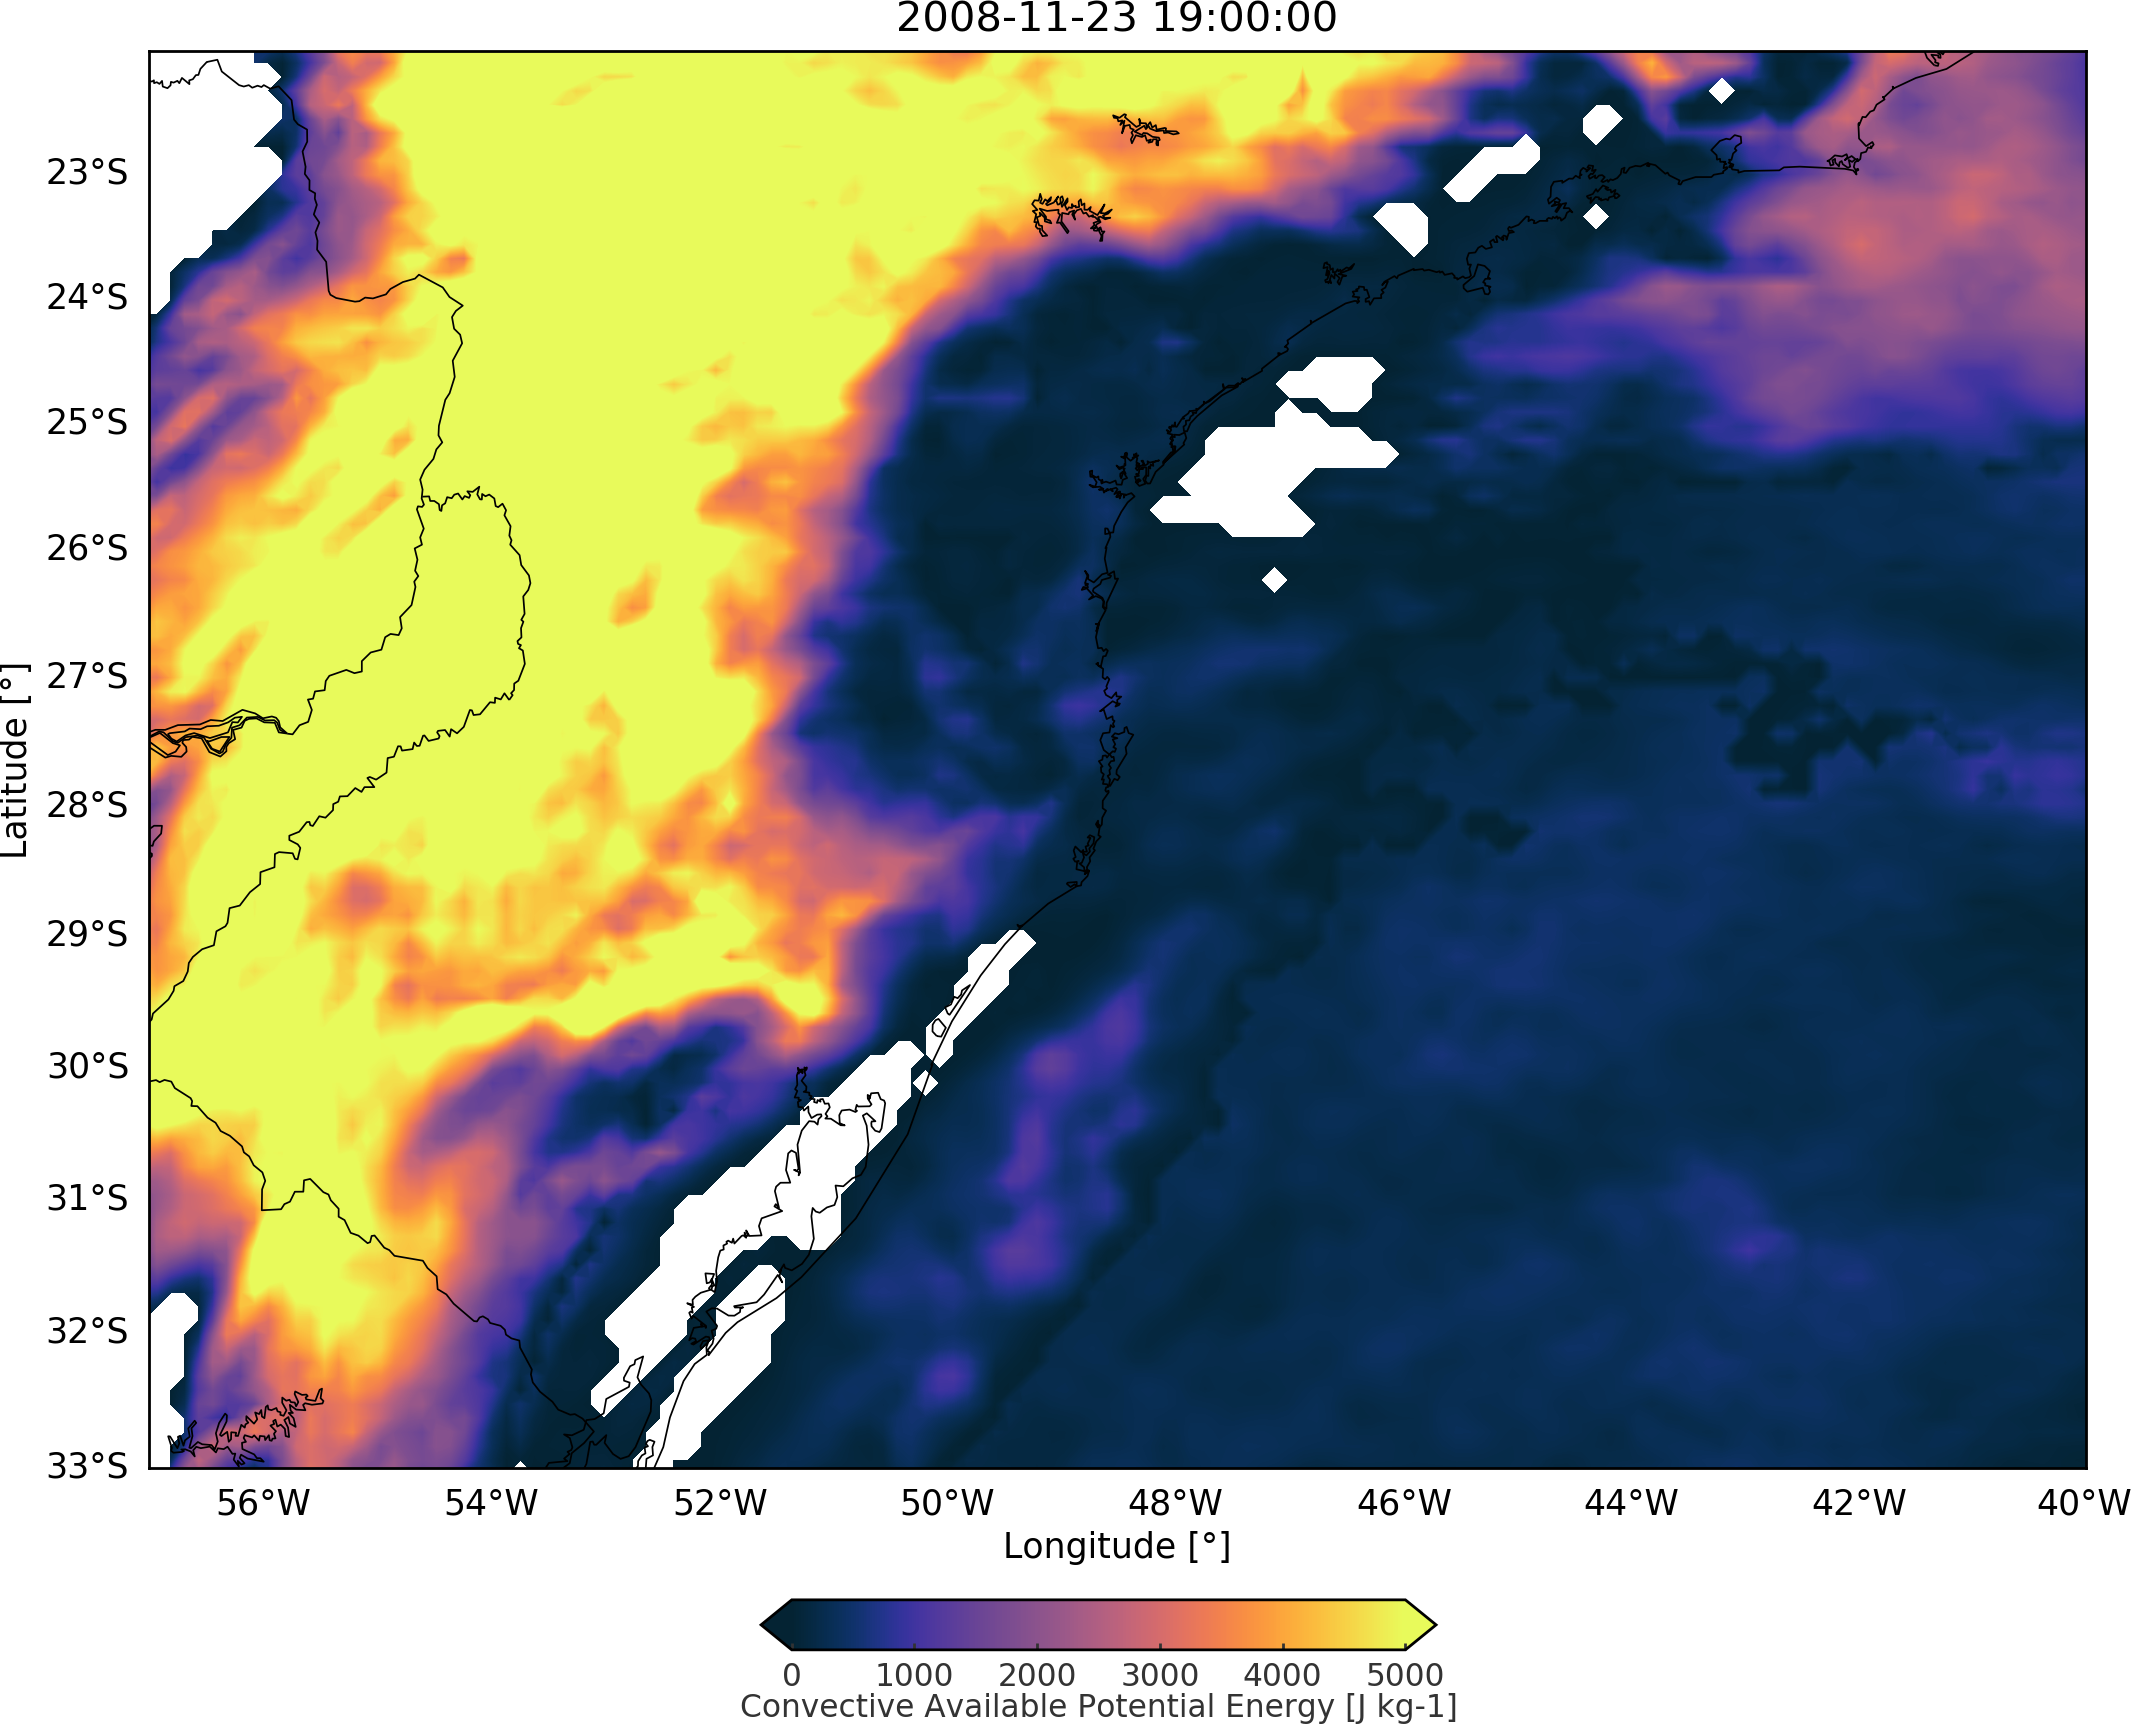 2008-11-23 19:00:00
23°S
24°S
25°S
26°S
27°S
28°S
29°S
30°S
31°S
32°S
33°S
Latitude [°]
56°W 54°W 52°W 50°W 48°W 46°W 44°W 42°W 40°W
Longitude [°]
0 1000 2000 3000 4000 5000
Convective Available Potential Energy [J kg-1]